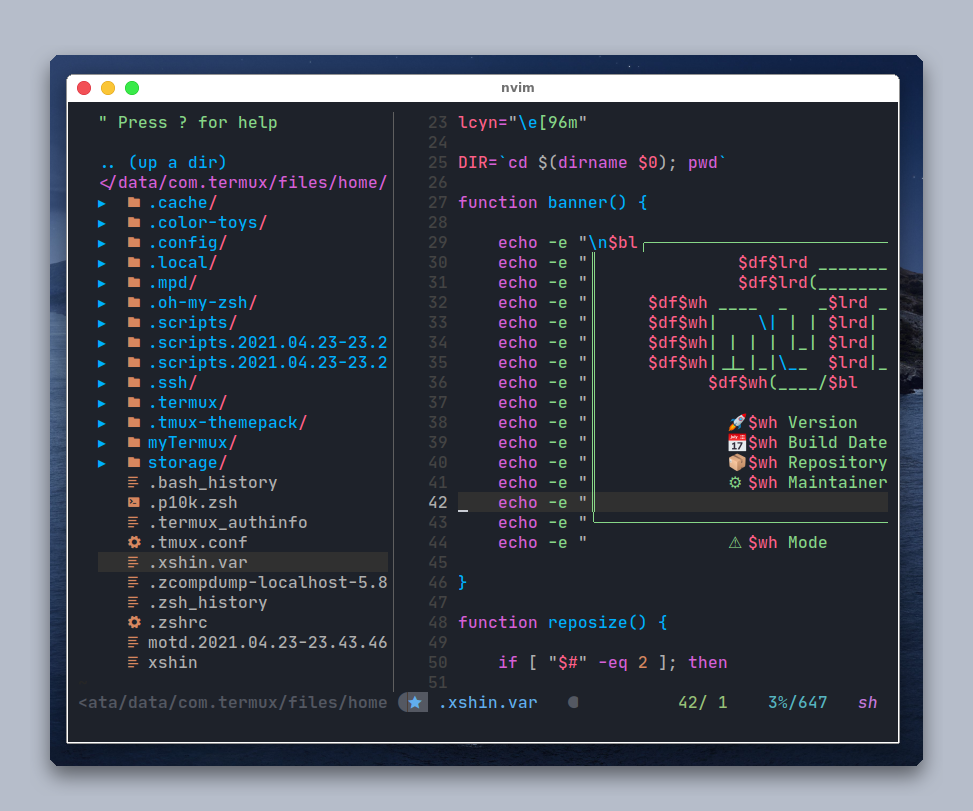 nvim
" Press ? for help
.. (up a dir)
</data/com.termux/files/home/
▸ .cache/
▸ .color-toys/
▸ .config/
▸ .local/
▸ .mpd/
▸ .oh-my-zsh/
▸ .scripts/
▸ .scripts.2021.04.23-23.2
▸ .scripts.2021.04.23-23.2
▸ .ssh/
▸ .termux/
▸ .tmux-themepack/
▸ myTermux/
▸ storage/
.bash_history
.p10k.zsh
.termux_authinfo
.tmux.conf
.xshin.var
.zcompdump-localhost-5.8
.zsh_history
.zshrc
motd.2021.04.23-23.43.46
xshin
23 lcyn="\e[96m"
24
25 DIR=`cd $(dirname $0); pwd`
26
27 function banner() {
28
29 echo -e "\n$bl
30 echo -e " $df$lrd _______
31 echo -e " $df$lrd(_______
32 echo -e " $df$wh ____  _   _$lrd _
33 echo -e " $df$wh|    \| | | $lrd|
34 echo -e " $df$wh| | | | |_| $lrd|
35 echo -e " $df$wh|_|_|_|\__  $lrd|_
36 echo -e " $df$wh(____/$bl
37 echo -e "
38 echo -e " 🚀$wh Version
39 echo -e " 📅$wh Build Date
40 echo -e " 📦$wh Repository
41 echo -e " ⚙ $wh Maintainer
42 echo -e "
43 echo -e "
44 echo -e " ⚠ $wh Mode
45
46 }
47
48 function reposize() {
49
50 if [ "$#" -eq 2 ]; then
51
<ata/data/com.termux/files/home ★ .xshin.var ● 42/ 1 3%/647 sh